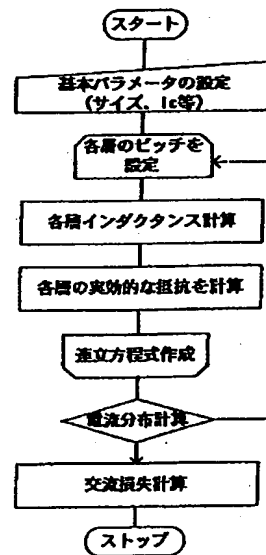 スタート
基本パラメータの設定
(サイズ、Ic等)
各層のピッチを
設定
各層インダクタンス計算
各層の実効的な抵抗を計算
連立方程式作成
電流分布計算
交流損失計算
ストップ